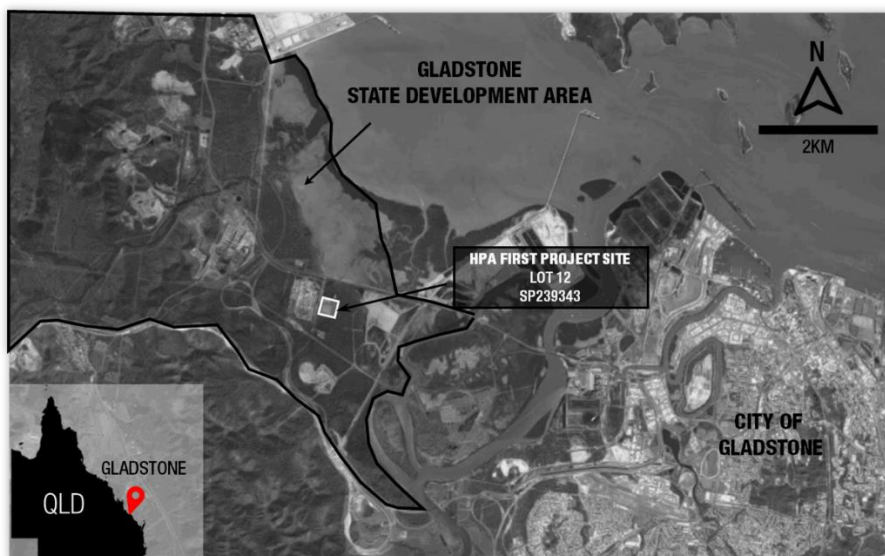 GLADSTONE
STATE DEVELOPMENT AREA
N
2KM
HPA FIRST PROJECT SITE
LOT 12
SP239343
CITY OF
GLADSTONE
GLADSTONE
QLD